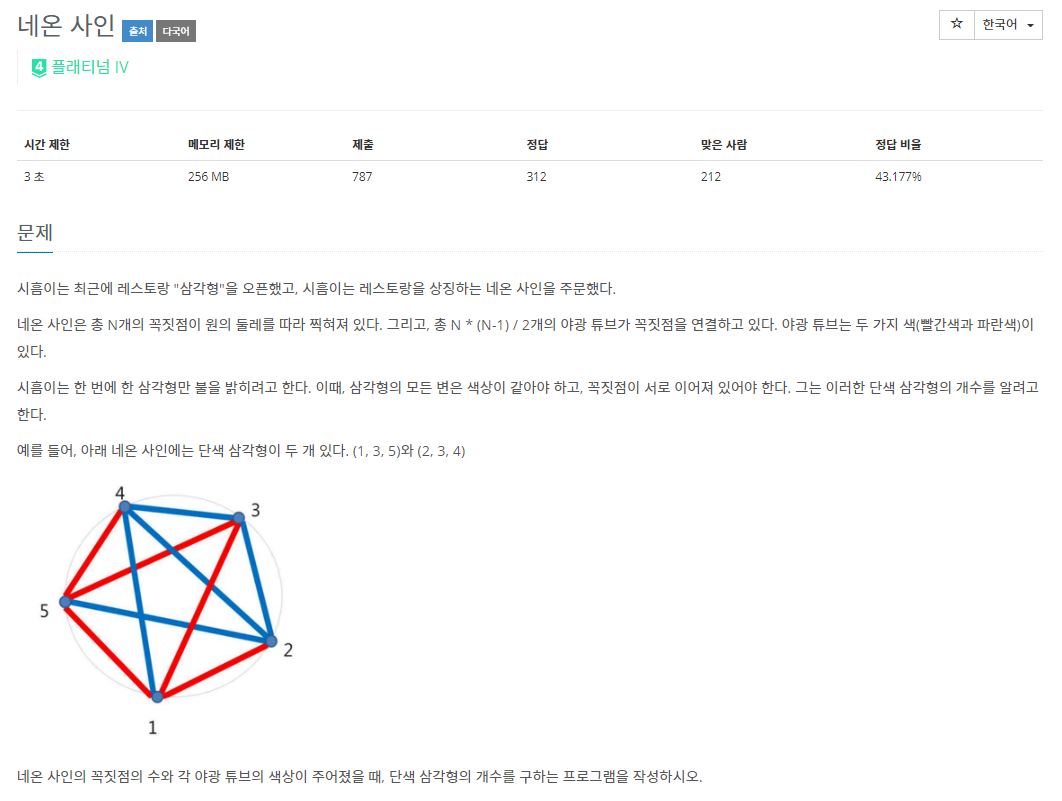 네온 사인 출처 다국어
☆ 한국어
4 플래티넘 IV
시간 제한 메모리 제한 제출 정답 맞은 사람 정답 비율
3 초 256 MB 787 312 212 43.177%
문제
시흠이는 최근에 레스토랑 "삼각형"을 오픈했고, 시흠이는 레스토랑을 상징하는 네온 사인을 주문했다.
네온 사인은 총 N개의 꼭짓점이 원의 둘레를 따라 찍혀져 있다. 그리고, 총 N * (N-1) / 2개의 야광 튜브가 꼭짓점을 연결하고 있다. 야광 튜브는 두 가지 색(빨간색과 파란색)이
있다.
시흠이는 한 번에 한 삼각형만 불을 밝히려고 한다. 이때, 삼각형의 모든 변은 색상이 같아야 하고, 꼭짓점이 서로 이어져 있어야 한다. 그는 이러한 단색 삼각형의 개수를 알려고
한다.
예를 들어, 아래 네온 사인에는 단색 삼각형이 두 개 있다. (1, 3, 5)와 (2, 3, 4)
4
3
5
2
1
네온 사인의 꼭짓점의 수와 각 야광 튜브의 색상이 주어졌을 때, 단색 삼각형의 개수를 구하는 프로그램을 작성하시오.